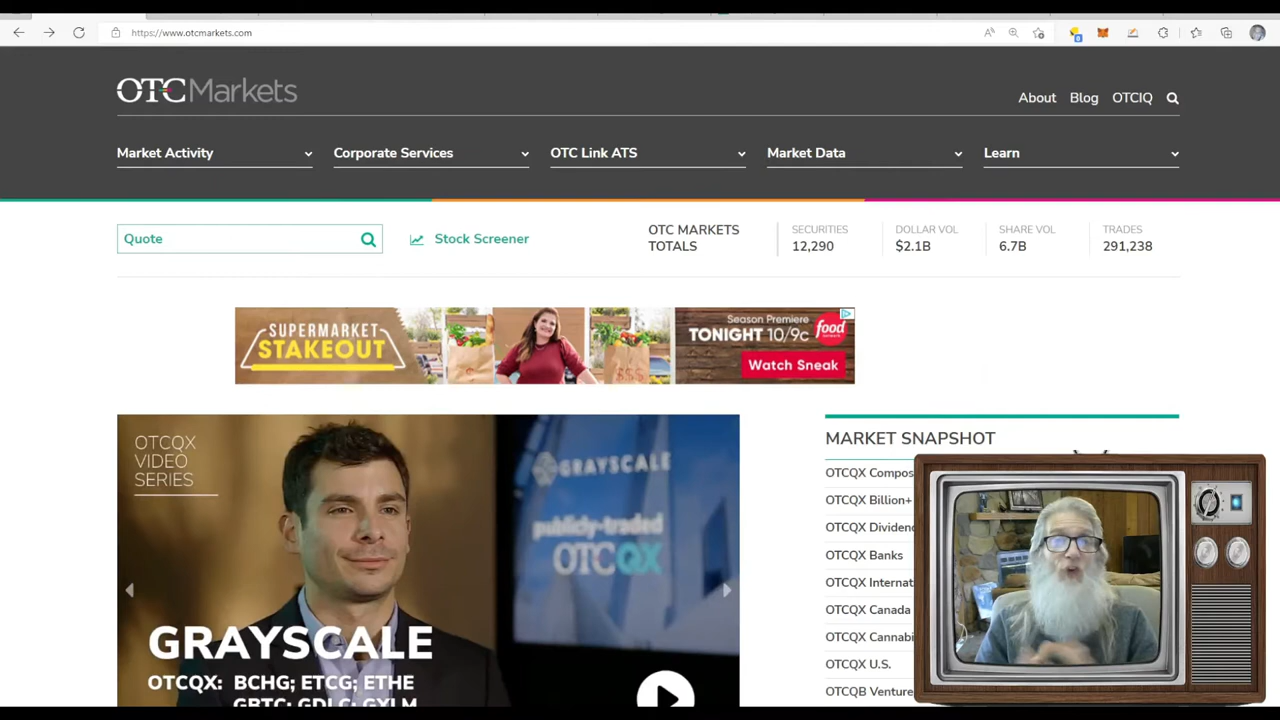 https://www.otcmarkets.com
OTCMarkets
About Blog OTCIQ
Market Activity Corporate Services OTC Link ATS Market Data Learn
Quote
Stock Screener
OTC MARKETS
TOTALS
SECURITIES
12,290
DOLLAR VOL
$2.1B
SHARE VOL
6.7B
TRADES
291,238
SUPERMARKET
STAKEOUT
$$$
Season Premiere
TONIGHT 10/9c
food
Watch Sneak
OTCQX
VIDEO
SERIES
GRAYSCALE
publicly-traded
OTCQX
GRAYSCALE
OTCQX: BCHG; ETCG; ETHE
GBTC; GDLC; GXLM
MARKET SNAPSHOT
OTCQX Compos
OTCQX Billion+
OTCQX Dividend
OTCQX Banks
OTCQX Internat
OTCQX Canada
OTCQX Cannabi
OTCQX U.S.
OTCQB Venture